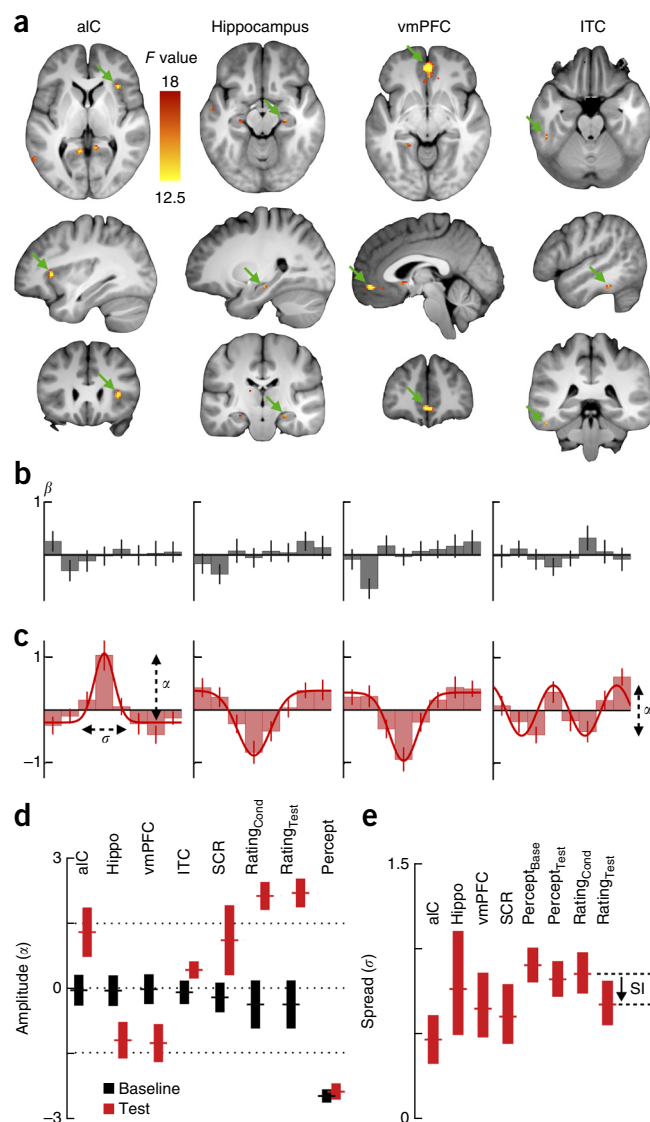 a
aIC
Hippocampus
vmPFC
ITC
F value
18
12.5
b
β
1
c
1
−1
α
σ
α
d
e
3
0
−3
Amplitude (α)
aIC
Hippo
vmPFC
ITC
SCR
RatingCond
RatingTest
Percept
Baseline
Test
1.5
0
Spread (σ)
aIC
Hippo
vmPFC
SCR
PerceptBase
PerceptTest
RatingCond
RatingTest
SI